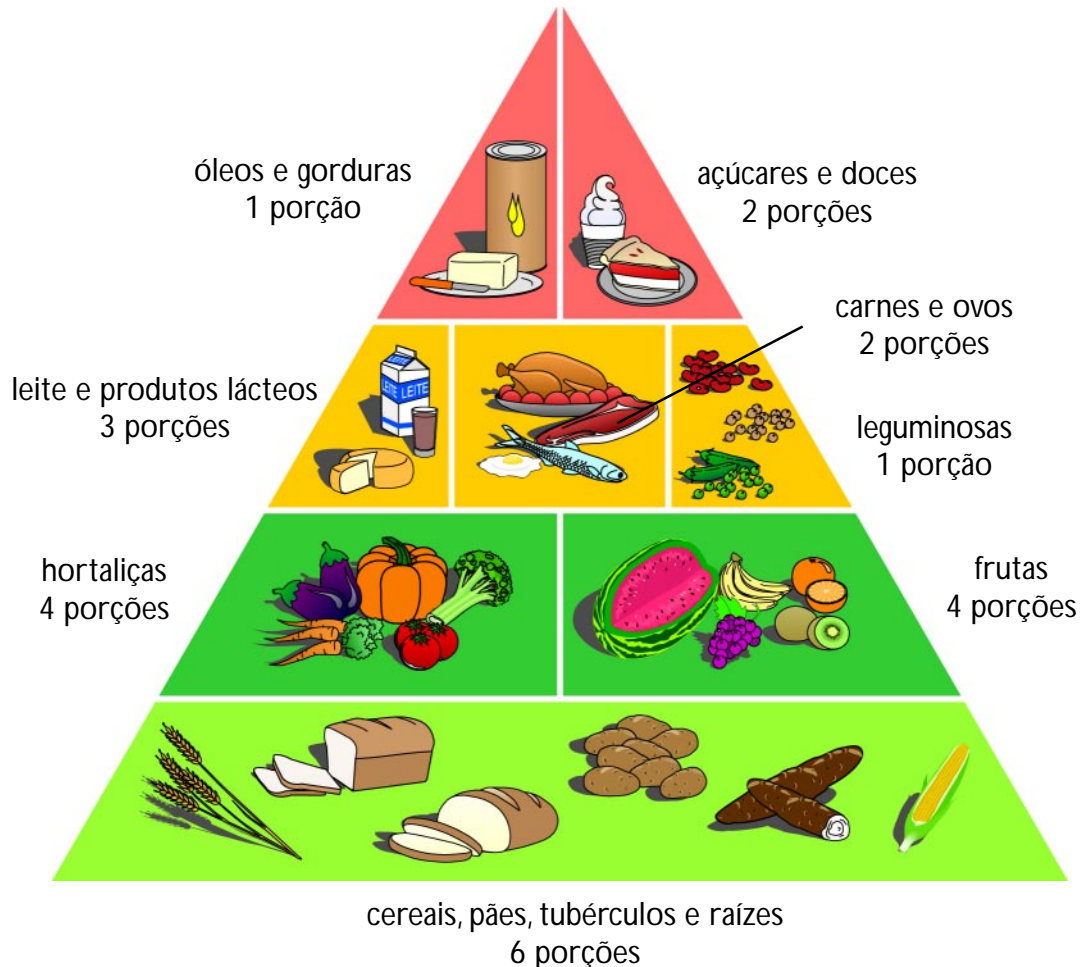 óleos e gorduras
1 porção
açúcares e doces
2 porções
carnes e ovos
2 porções
leite e produtos lácteos
3 porções
LEITE LEITE
leguminosas
1 porção
hortaliças
4 porções
frutas
4 porções
cereais, pães, tubérculos e raízes
6 porções